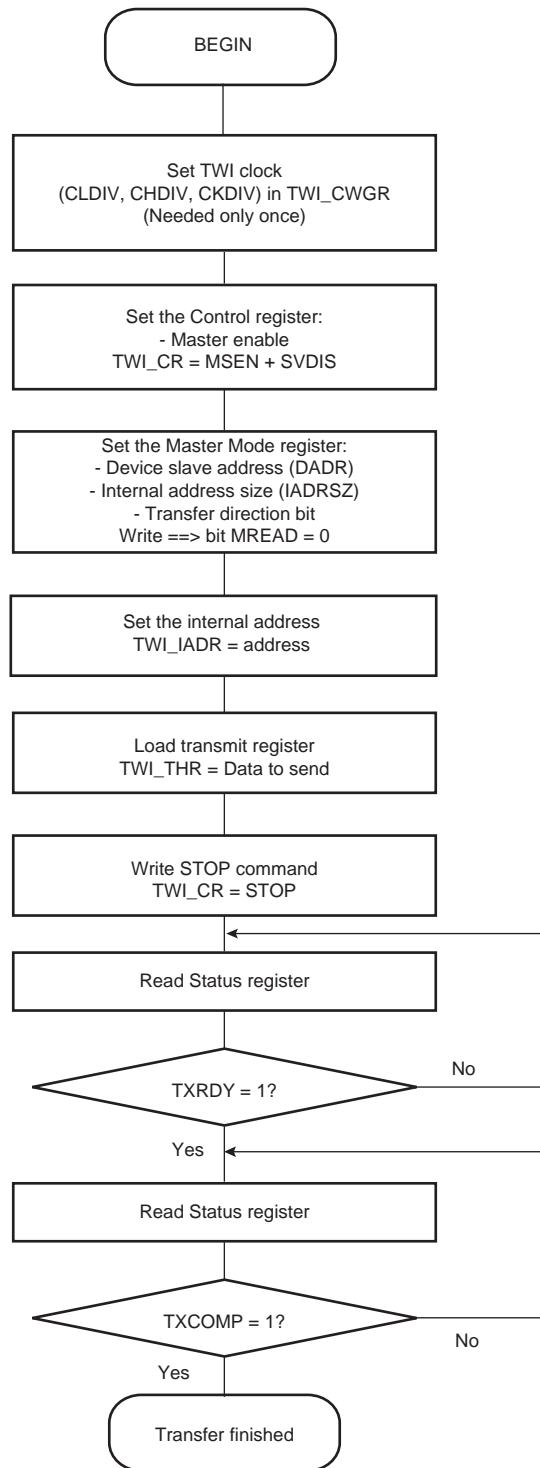 BEGIN
Set TWI clock
(CLDIV, CHDIV, CKDIV) in TWI_CWGR
(Needed only once)
Set the Control register:
- Master enable
TWI_CR = MSEN + SVDIS
Set the Master Mode register:
- Device slave address (DADR)
- Internal address size (IADRSZ)
- Transfer direction bit
Write ==> bit MREAD = 0
Set the internal address
TWI_IADR = address
Load transmit register
TWI_THR = Data to send
Write STOP command
TWI_CR = STOP
Read Status register
TXRDY = 1?
No
Yes
Read Status register
TXCOMP = 1?
No
Yes
Transfer finished